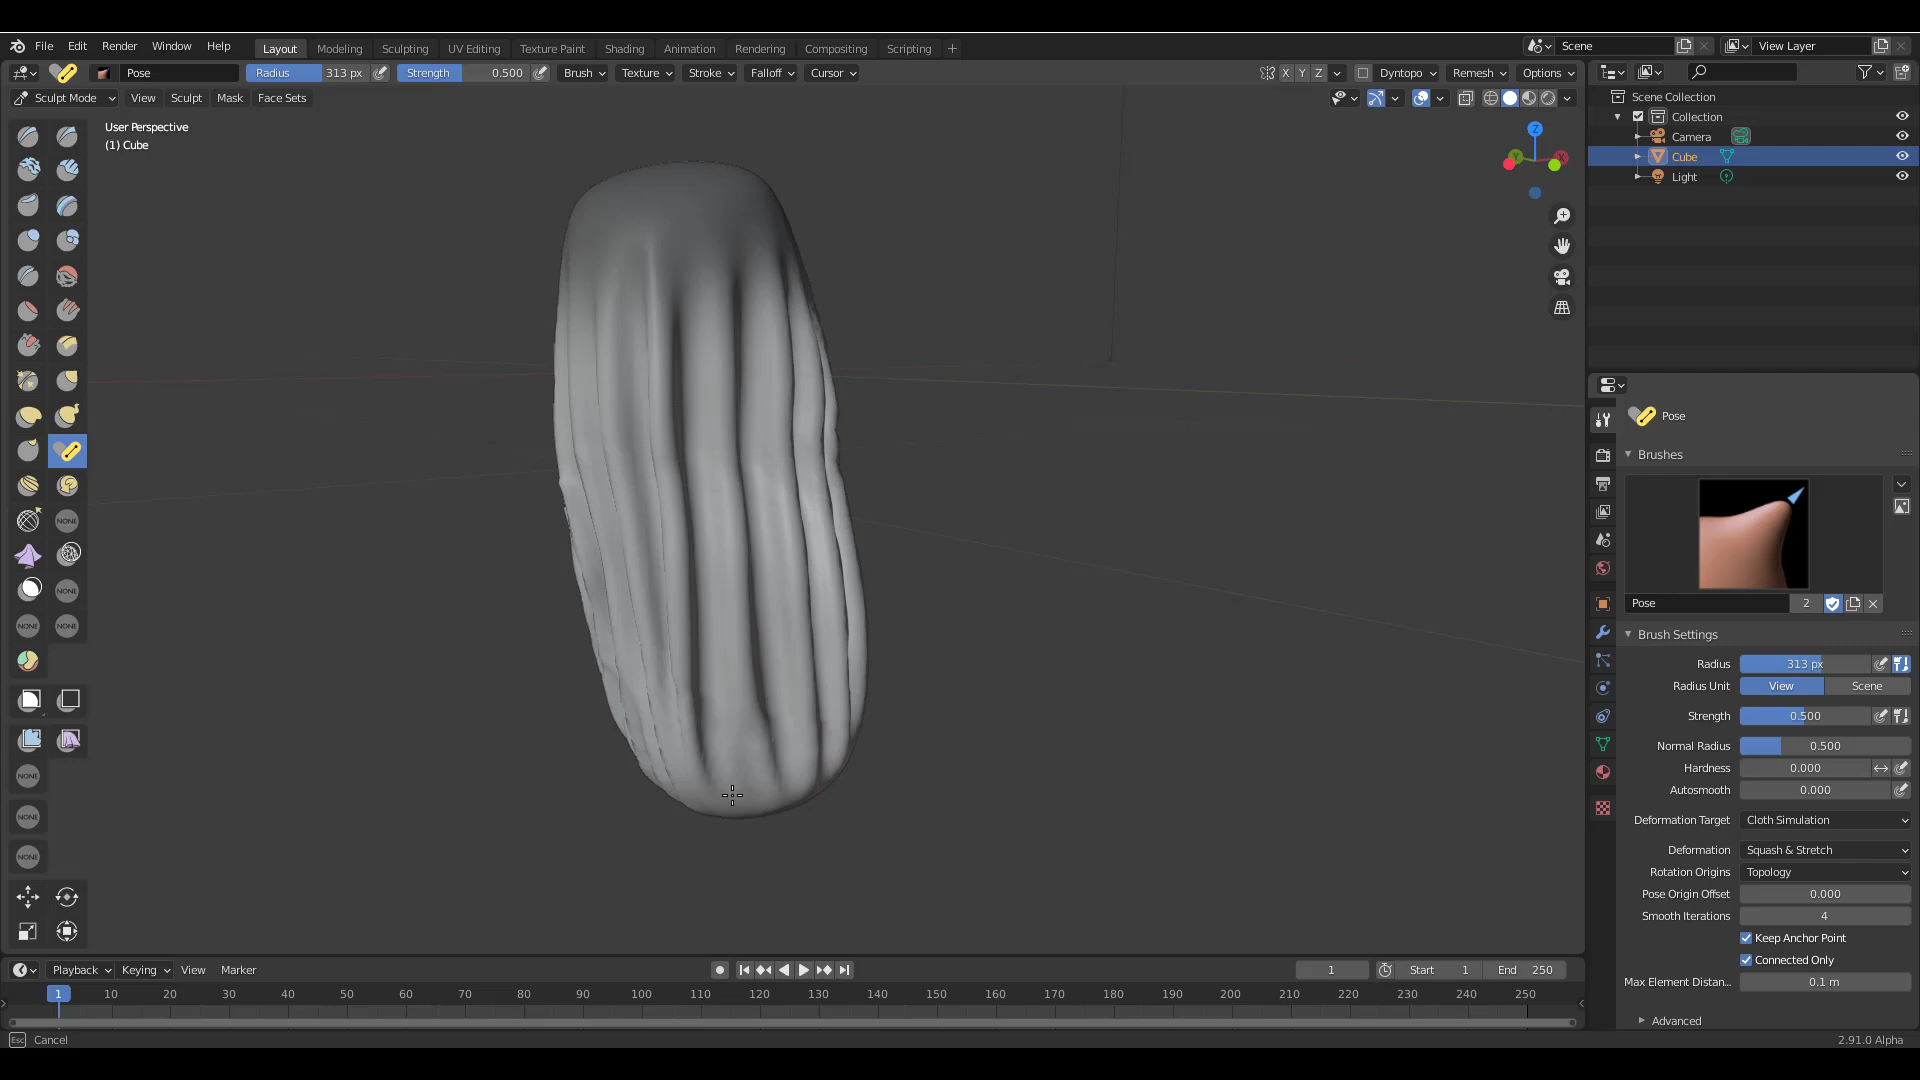 File Edit Render Window Help Layout Modeling Sculpting UV Editing Texture Paint Shading Animation Rendering Compositing Scripting + Scene View Layer
Pose Radius 313 px Strength 0.500 Brush Texture Stroke Falloff Cursor X Y Z Dyntopo Remesh Options
Sculpt Mode View Sculpt Mask Face Sets
Scene Collection
Collection
Camera
Cube
Light
User Perspective
(1) Cube
Z
Y
X
NONE
NONE
NONE
NONE
NONE
NONE
NONE
Pose
Brushes
Pose 2
Brush Settings
Radius 313 px
Radius Unit View Scene
Strength 0.500
Normal Radius 0.500
Hardness 0.000
Autosmooth 0.000
Deformation Target Cloth Simulation
Deformation Squash & Stretch
Rotation Origins Topology
Pose Origin Offset 0.000
Smooth Iterations 4
Keep Anchor Point
Connected Only
Max Element Distan... 0.1 m
Advanced
Playback Keying View Marker 1 Start 1 End 250
1 10 20 30 40 50 60 70 80 90 100 110 120 130 140 150 160 170 180 190 200 210 220 230 240 250
Esc Cancel 2.91.0 Alpha